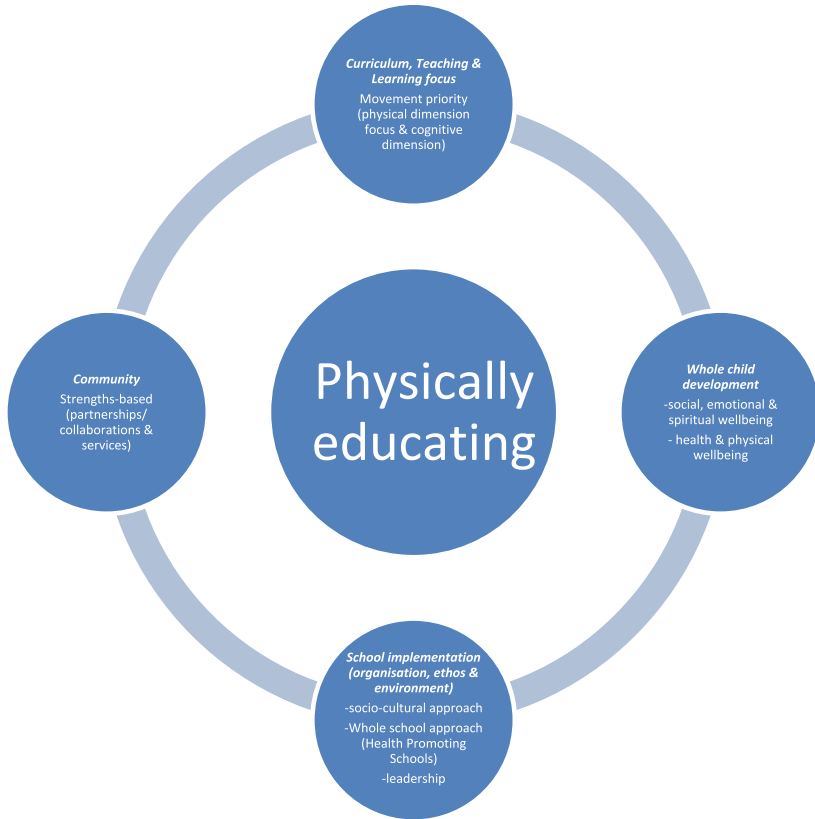 Curriculum, Teaching &
Learning focus
Movement priority
(physical dimension
focus & cognitive
dimension)
Community
Strengths-based
(partnerships/
collaborations &
services)
Physically
educating
Whole child
development
-social, emotional &
spiritual wellbeing
- health & physical
wellbeing
School implementation
(organisation, ethos &
environment)
-socio-cultural approach
-Whole school approach
(Health Promoting
Schools)
-leadership